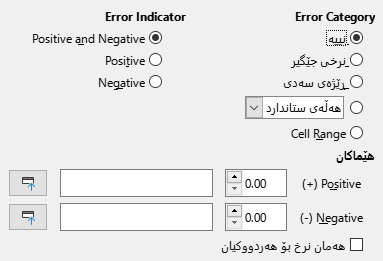 Error Category
نییه
نرخی جێگیر
ڕێژەی سەدی
هەڵەی ستاندارد
Cell Range
Error Indicator
Positive and Negative
Positive
Negative
هێماکان
Positive (+)
0.00
Negative (-)
0.00
هەمان نرخ بۆ هەردووکیان